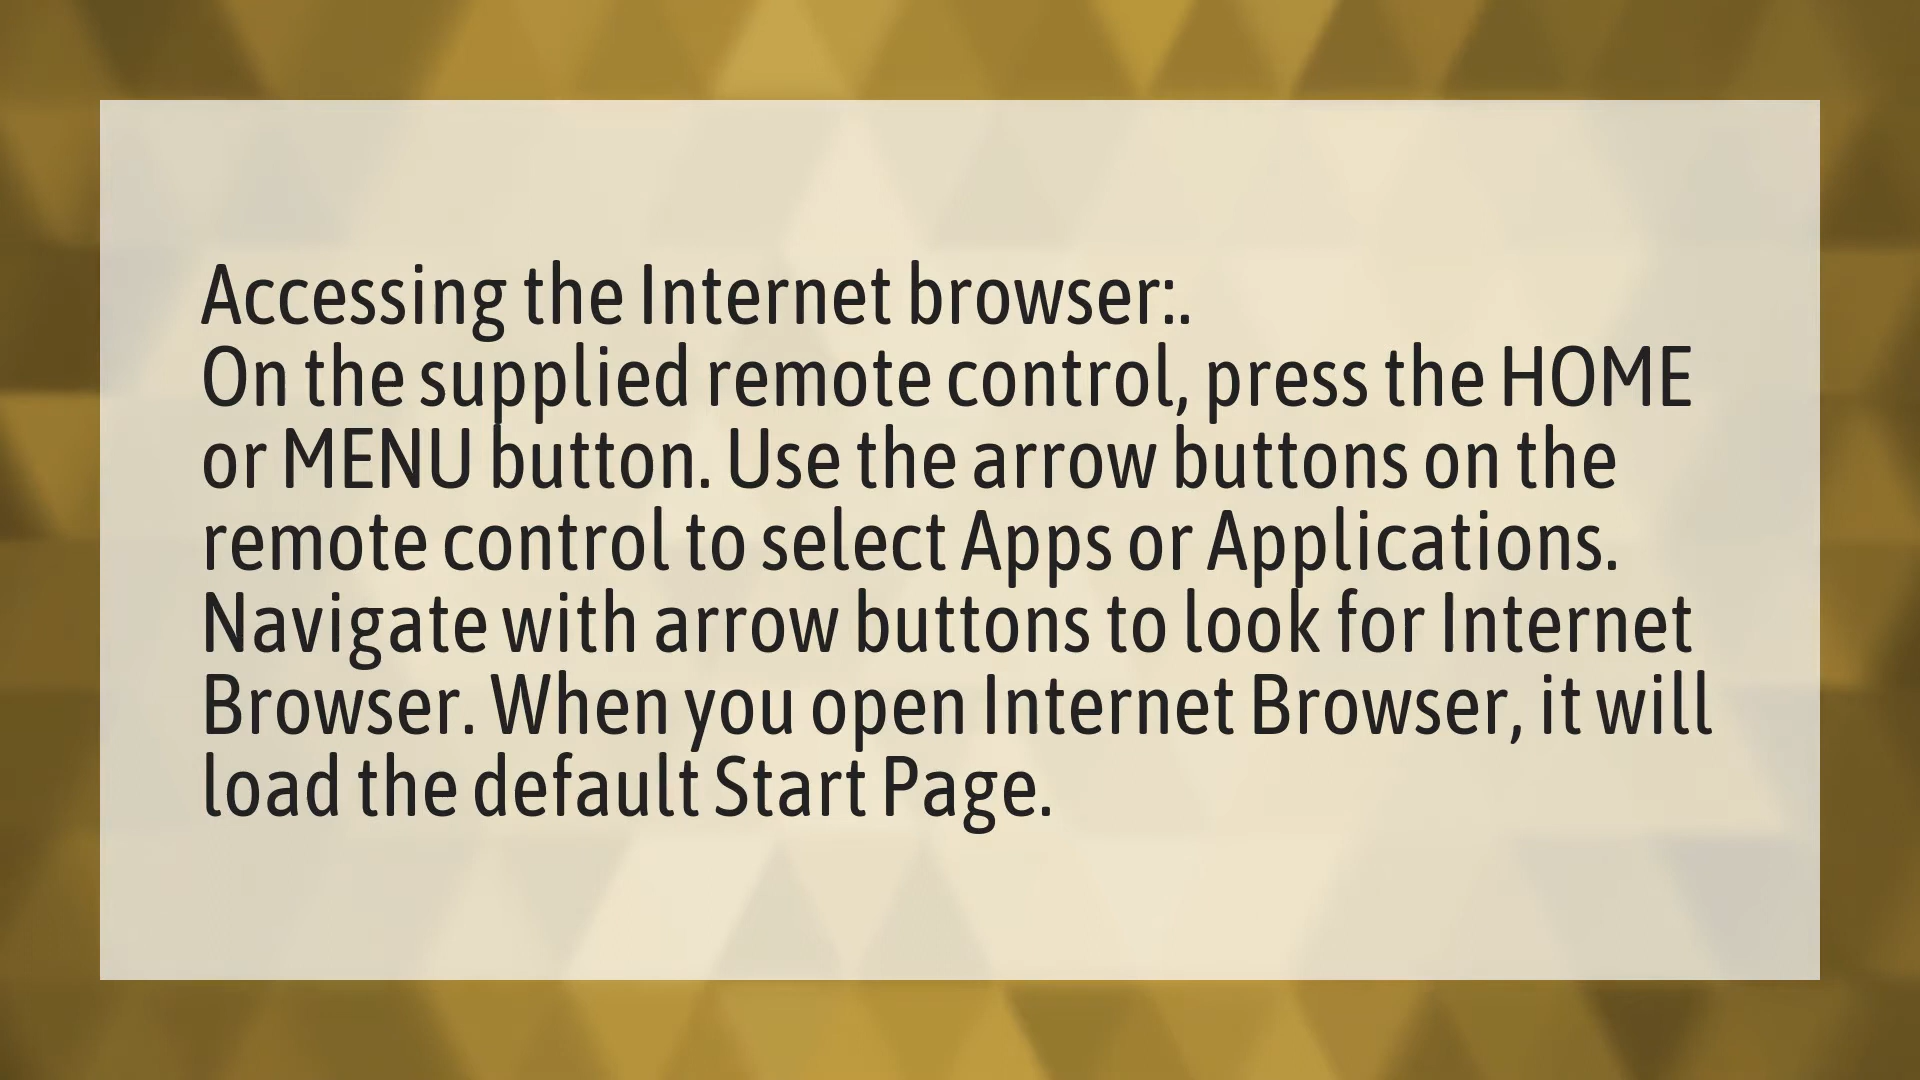 Accessing the Internet browser:.
On the supplied remote control, press the HOME
or MENU button. Use the arrow buttons on the
remote control to select Apps or Applications.
Navigate with arrow buttons to look for Internet
Browser. When you open Internet Browser, it will
load the default Start Page.